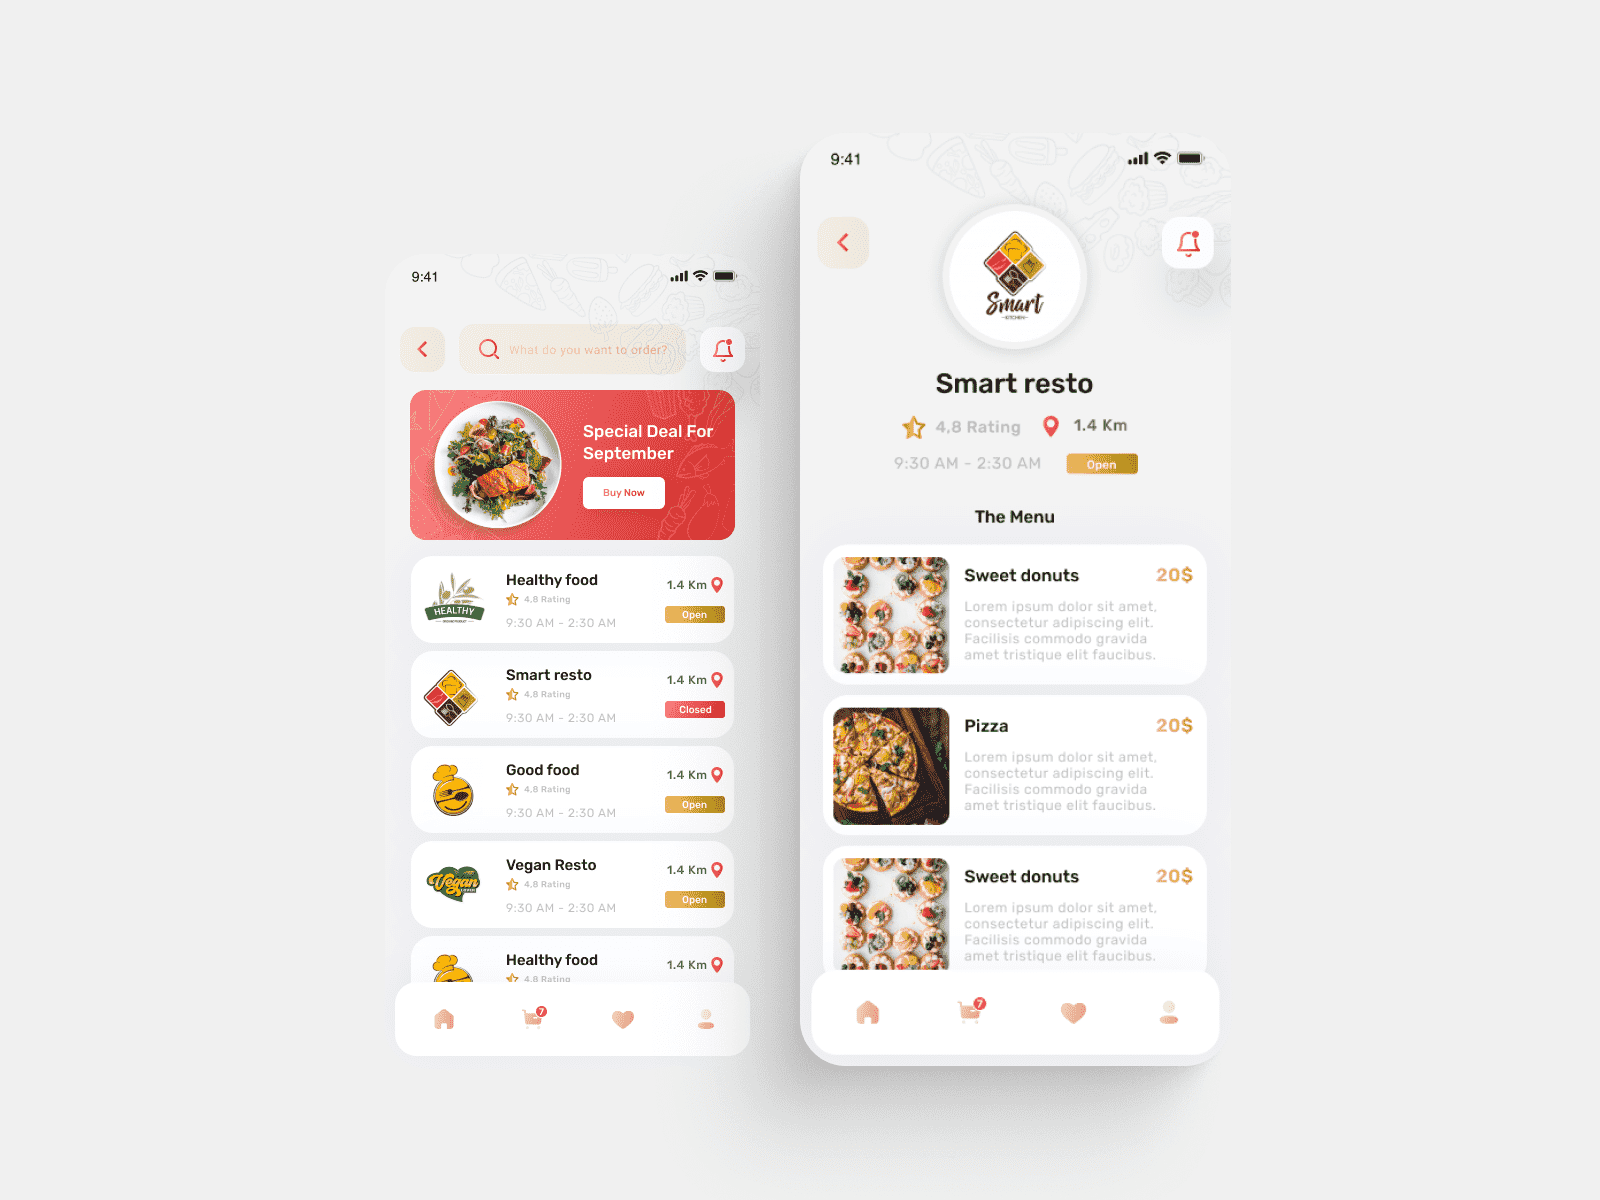 9:41
What do you want to order?
Special Deal For
September
Buy Now
HEALTHY
Healthy food
4,8 Rating
9:30 AM - 2:30 AM
1.4 Km
Open
Smart resto
4,8 Rating
9:30 AM - 2:30 AM
1.4 Km
Closed
Good food
4,8 Rating
9:30 AM - 2:30 AM
1.4 Km
Open
Vegan
Vegan Resto
4,8 Rating
9:30 AM - 2:30 AM
1.4 Km
Open
Healthy food
4,8 Rating
1.4 Km
7
9:41
Smart
KITCHEN
Smart resto
4,8 Rating
1.4 Km
9:30 AM - 2:30 AM
Open
The Menu
Sweet donuts
20$
Lorem ipsum dolor sit amet,
consectetur adipiscing elit.
Facilisis commodo gravida
amet tristique elit faucibus.
Pizza
20$
Lorem ipsum dolor sit amet,
consectetur adipiscing elit.
Facilisis commodo gravida
amet tristique elit faucibus.
Sweet donuts
20$
Lorem ipsum dolor sit amet,
consectetur adipiscing elit.
Facilisis commodo gravida
amet tristique elit faucibus.
7